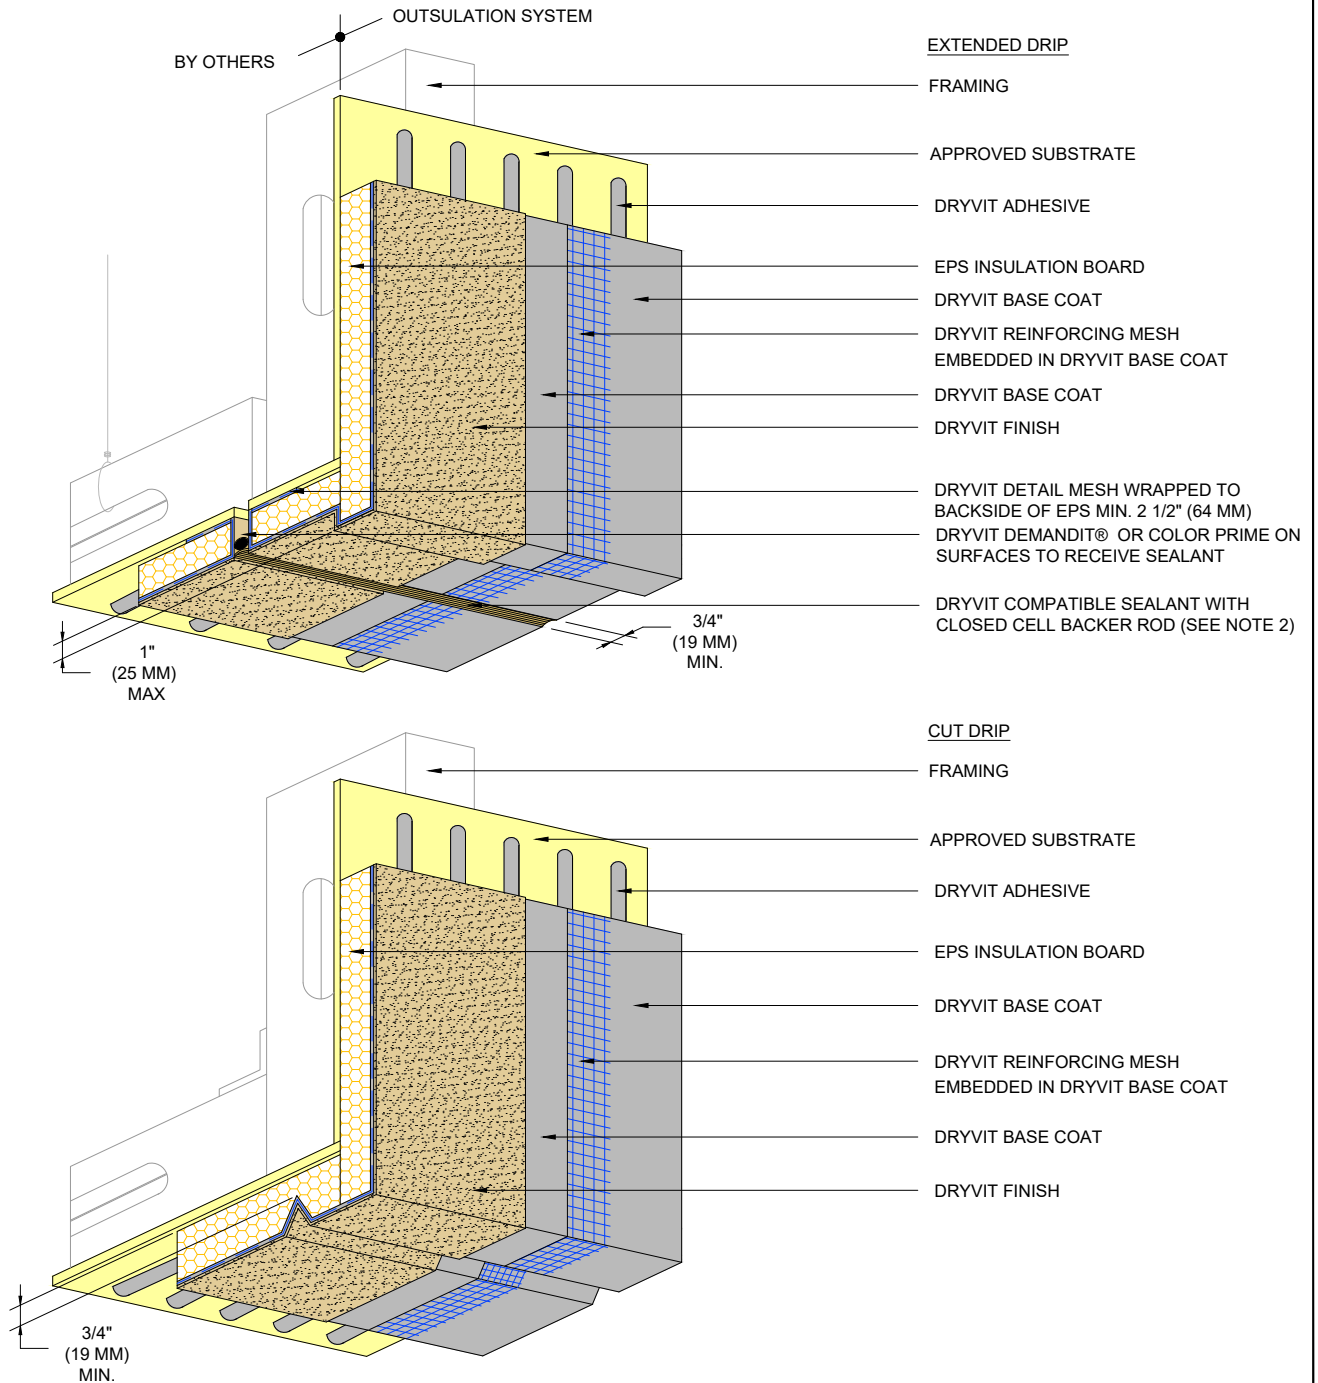 OUTSULATION SYSTEM
BY OTHERS
EXTENDED DRIP
FRAMING
APPROVED SUBSTRATE
DRYVIT ADHESIVE
EPS INSULATION BOARD
DRYVIT BASE COAT
DRYVIT REINFORCING MESH
EMBEDDED IN DRYVIT BASE COAT
DRYVIT BASE COAT
DRYVIT FINISH
DRYVIT DETAIL MESH WRAPPED TO
BACKSIDE OF EPS MIN. 2 1/2" (64 MM)
DRYVIT DEMANDIT® OR COLOR PRIME ON
SURFACES TO RECEIVE SEALANT
DRYVIT COMPATIBLE SEALANT WITH
CLOSED CELL BACKER ROD (SEE NOTE 2)
3/4"
(19 MM)
MIN.
1"
(25 MM)
MAX
CUT DRIP
FRAMING
APPROVED SUBSTRATE
DRYVIT ADHESIVE
EPS INSULATION BOARD
DRYVIT BASE COAT
DRYVIT REINFORCING MESH
EMBEDDED IN DRYVIT BASE COAT
DRYVIT BASE COAT
DRYVIT FINISH
3/4"
(19 MM)
MIN.